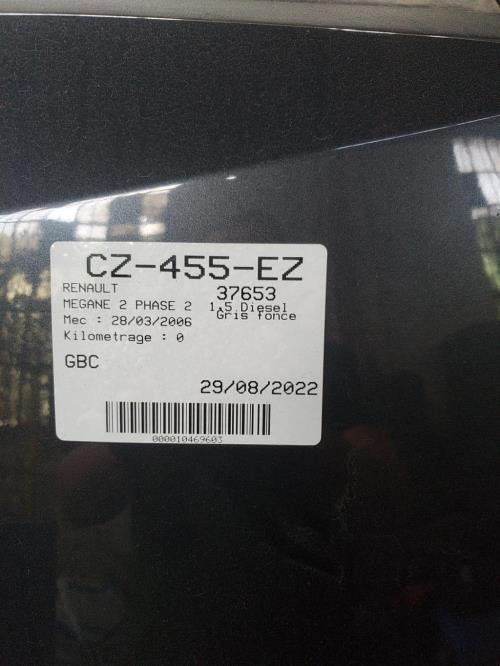 CZ-455-EZ
RENAULT 37653
MEGANE 2 PHASE 2 1.5 Diesel
Mec : 28/03/2006 Gris fonce
Kilometrage : 0
GBC
29/08/2022
000010469603